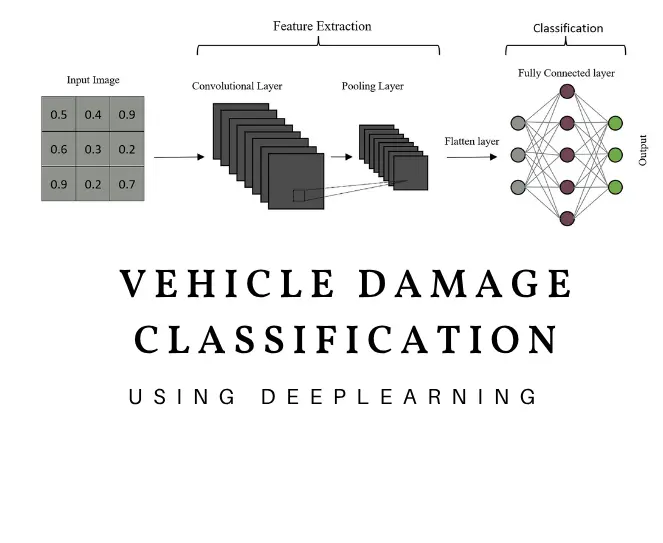 Feature Extraction
Classification
Input Image
Convolutional Layer
Pooling Layer
Fully Connected layer
0.5 0.4 0.9
0.6 0.3 0.2
0.9 0.2 0.7
Flatten layer
Output
VEHICLE DAMAGE
CLASSIFICATION
USING DEEPLEARNING